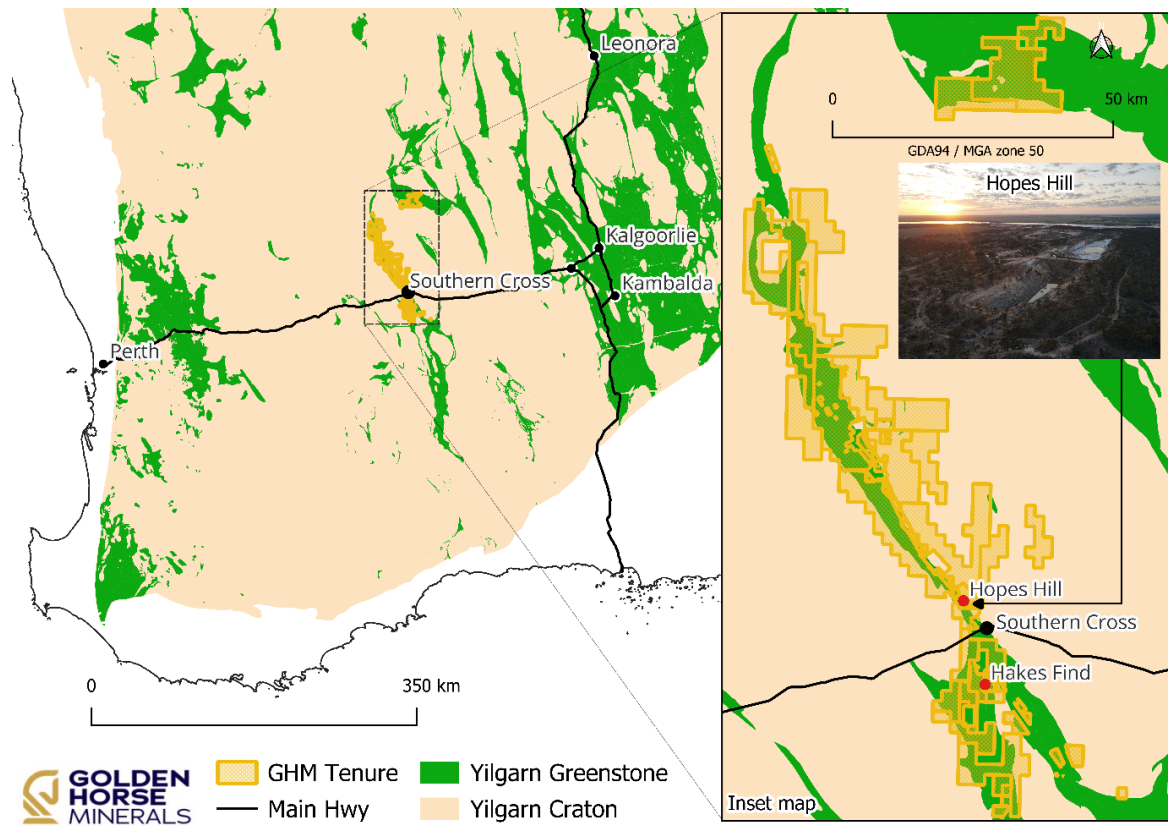 Leonora
Kalgoorlie
Southern Cross
Kambalda
Perth
0 350 km
GOLDEN
HORSE
MINERALS
GHM Tenure
Main Hwy
Yilgarn Greenstone
Yilgarn Craton
N
0 50 km
GDA94 / MGA zone 50
Hopes Hill
Hopes Hill
Southern Cross
Hakes Find
Inset map